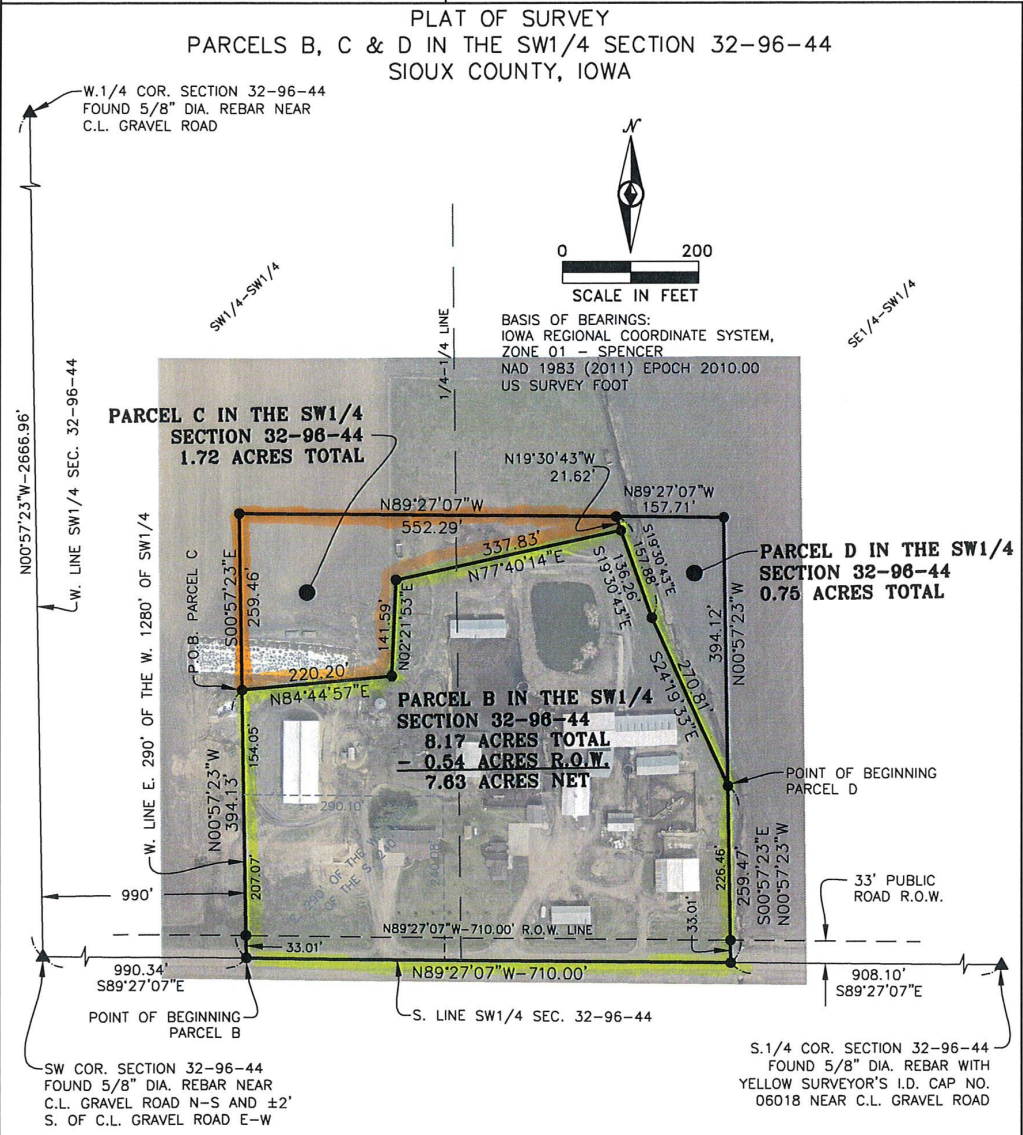 PLAT OF SURVEY
PARCELS B, C & D IN THE SW1/4 SECTION 32-96-44
SIOUX COUNTY, IOWA
W.1/4 COR. SECTION 32-96-44
FOUND 5/8" DIA. REBAR NEAR
C.L. GRAVEL ROAD
N
0 200
SCALE IN FEET
SW1/4-SW1/4
1/4-1/4 LINE
SE1/4-SW1/4
BASIS OF BEARINGS:
IOWA REGIONAL COORDINATE SYSTEM,
ZONE 01 - SPENCER
NAD 1983 (2011) EPOCH 2010.00
US SURVEY FOOT
N00°57'23"W-2666.96'
W. LINE SW1/4 SEC. 32-96-44
PARCEL C IN THE SW1/4
SECTION 32-96-44
1.72 ACRES TOTAL
N19°30'43"W
21.62'
N89°27'07"W
552.29'
N89°27'07"W
157.71'
337.83'
N77°40'14"E
S19°30'43"E
157.88'
136.26'
S19°30'43"E
PARCEL D IN THE SW1/4
SECTION 32-96-44
0.75 ACRES TOTAL
P.O.B. PARCEL C
S00°57'23"E
259.46'
141.59'
N02°21'53"E
394.12'
N00°57'23"W
220.20'
N84°44'57"E
270.81'
S24°19'33"E
PARCEL B IN THE SW1/4
SECTION 32-96-44
8.17 ACRES TOTAL
- 0.54 ACRES R.O.W.
7.63 ACRES NET
W. LINE E. 290' OF THE W. 1280' OF SW1/4
N00°57'23"W
394.13'
154.05'
207.07'
290.10'
240.06'
POINT OF BEGINNING
PARCEL D
226.46'
259.47'
S00°57'23"E
N00°57'23"W
990'
33' PUBLIC
ROAD R.O.W.
N89°27'07"W-710.00' R.O.W. LINE
33.01'
33.01'
N89°27'07"W-710.00'
990.34'
S89°27'07"E
908.10'
S89°27'07"E
POINT OF BEGINNING
PARCEL B
S. LINE SW1/4 SEC. 32-96-44
SW COR. SECTION 32-96-44
FOUND 5/8" DIA. REBAR NEAR
C.L. GRAVEL ROAD N-S AND ±2'
S. OF C.L. GRAVEL ROAD E-W
S.1/4 COR. SECTION 32-96-44
FOUND 5/8" DIA. REBAR WITH
YELLOW SURVEYOR'S I.D. CAP NO.
06018 NEAR C.L. GRAVEL ROAD